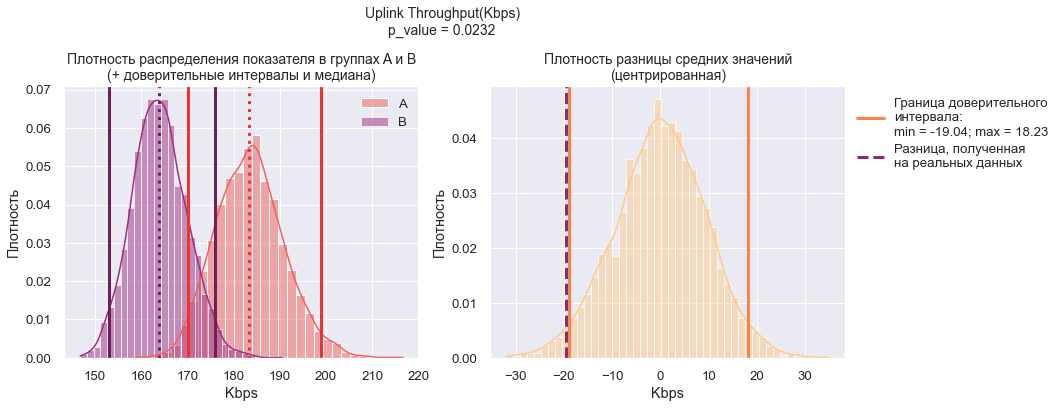 Uplink Throughput(Kbps)
p_value = 0.0232
Плотность распределения показателя в группах А и В
(+ доверительные интервалы и медиана)
0.07
0.06
0.05
0.04
0.03
0.02
0.01
0.00
Плотность
150 160 170 180 190 200 210 220
Kbps
A
B
Плотность разницы средних значений
(центрированная)
0.04
0.03
0.02
0.01
0.00
Плотность
−30 −20 −10 0 10 20 30
Kbps
Граница доверительного
интервала:
min = -19.04; max = 18.23
Разница, полученная
на реальных данных